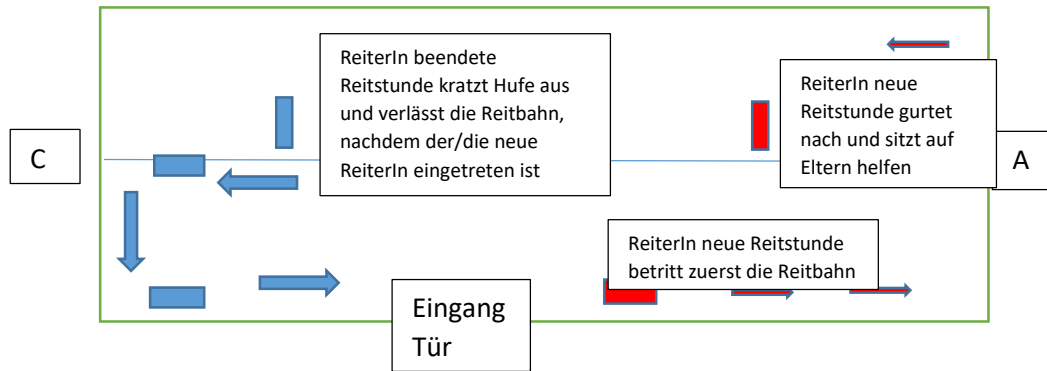 ReiterIn beendete
Reitstunde kratzt Hufe aus
und verlässt die Reitbahn,
nachdem der/die neue
ReiterIn eingetreten ist
ReiterIn neue
Reitstunde gurtet
nach und sitzt auf
Eltern helfen
C
A
ReiterIn neue Reitstunde
betritt zuerst die Reitbahn
Eingang
Tür